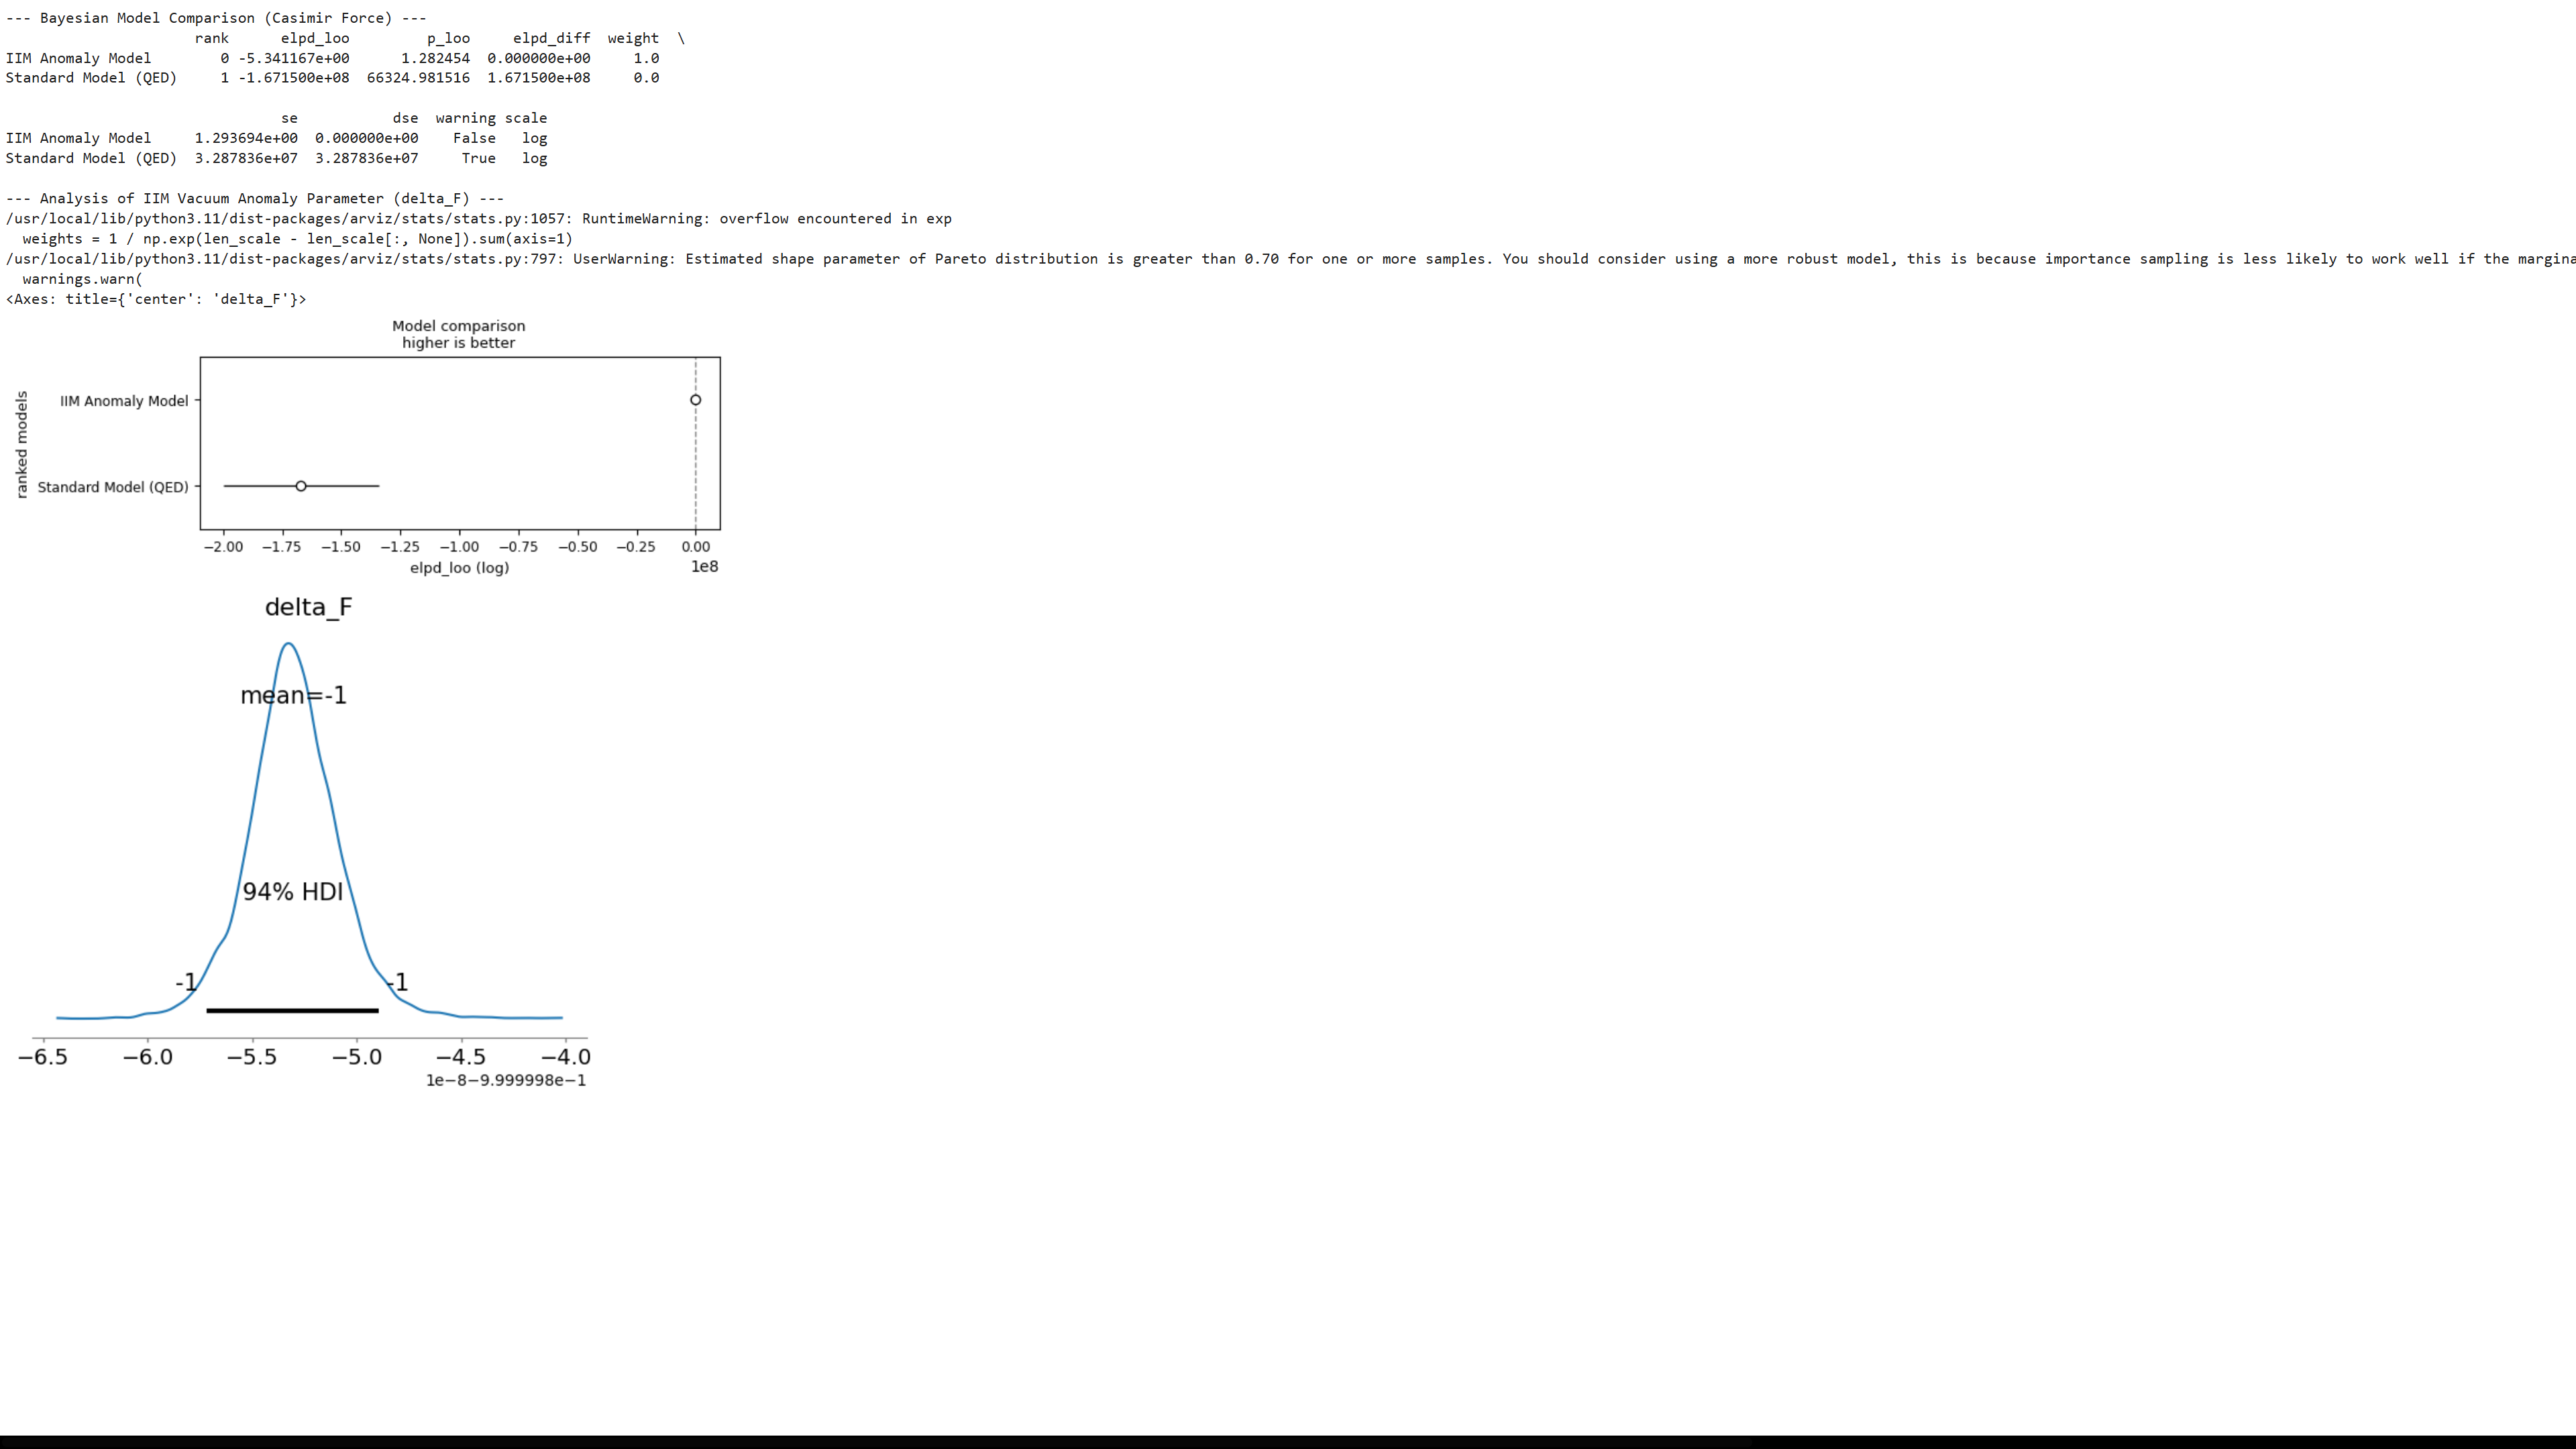 --- Bayesian Model Comparison (Casimir Force) ---
rank elpd_loo p_loo elpd_diff weight \
IIM Anomaly Model 0 -5.341167e+00 1.282454 0.000000e+00 1.0
Standard Model (QED) 1 -1.671500e+08 66324.981516 1.671500e+08 0.0
se dse warning scale
IIM Anomaly Model 1.293694e+00 0.000000e+00 False log
Standard Model (QED) 3.287836e+07 3.287836e+07 True log
--- Analysis of IIM Vacuum Anomaly Parameter (delta_F) ---
/usr/local/lib/python3.11/dist-packages/arviz/stats/stats.py:1057: RuntimeWarning: overflow encountered in exp
weights = 1 / np.exp(len_scale - len_scale[:, None]).sum(axis=1)
/usr/local/lib/python3.11/dist-packages/arviz/stats/stats.py:797: UserWarning: Estimated shape parameter of Pareto distribution is greater than 0.70 for one or more samples. You should consider using a more robust model, this is because importance sampling is less likely to work well if the margina
warnings.warn(
<Axes: title={'center': 'delta_F'}>
Model comparison
higher is better
ranked models
IIM Anomaly Model
Standard Model (QED)
−2.00 −1.75 −1.50 −1.25 −1.00 −0.75 −0.50 −0.25 0.00
elpd_loo (log)
1e8
delta_F
mean=-1
94% HDI
-1 -1
−6.5 −6.0 −5.5 −5.0 −4.5 −4.0
1e−8−9.999998e−1